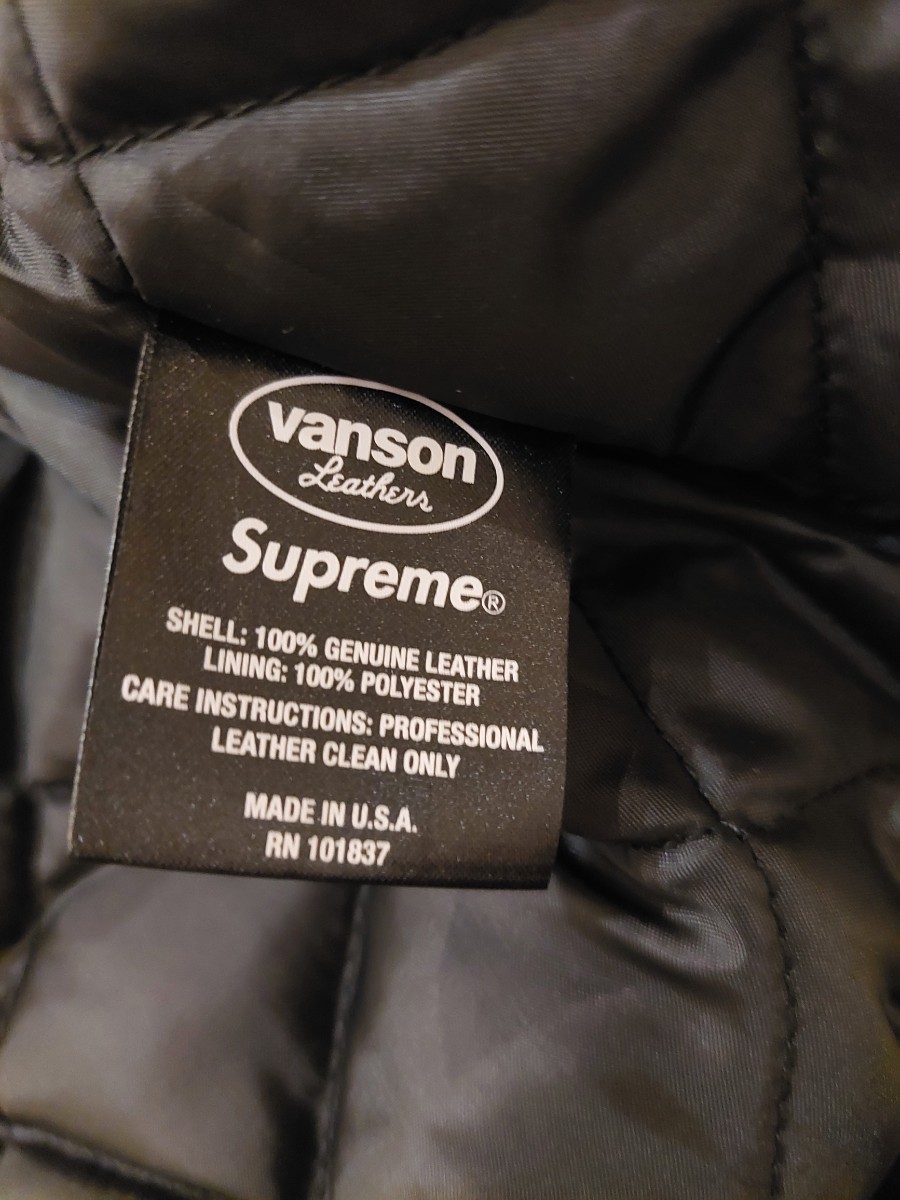 vanson
Leathers
Supreme®
SHELL: 100% GENUINE LEATHER
LINING: 100% POLYESTER
CARE INSTRUCTIONS: PROFESSIONAL
LEATHER CLEAN ONLY
MADE IN U.S.A.
RN 101837